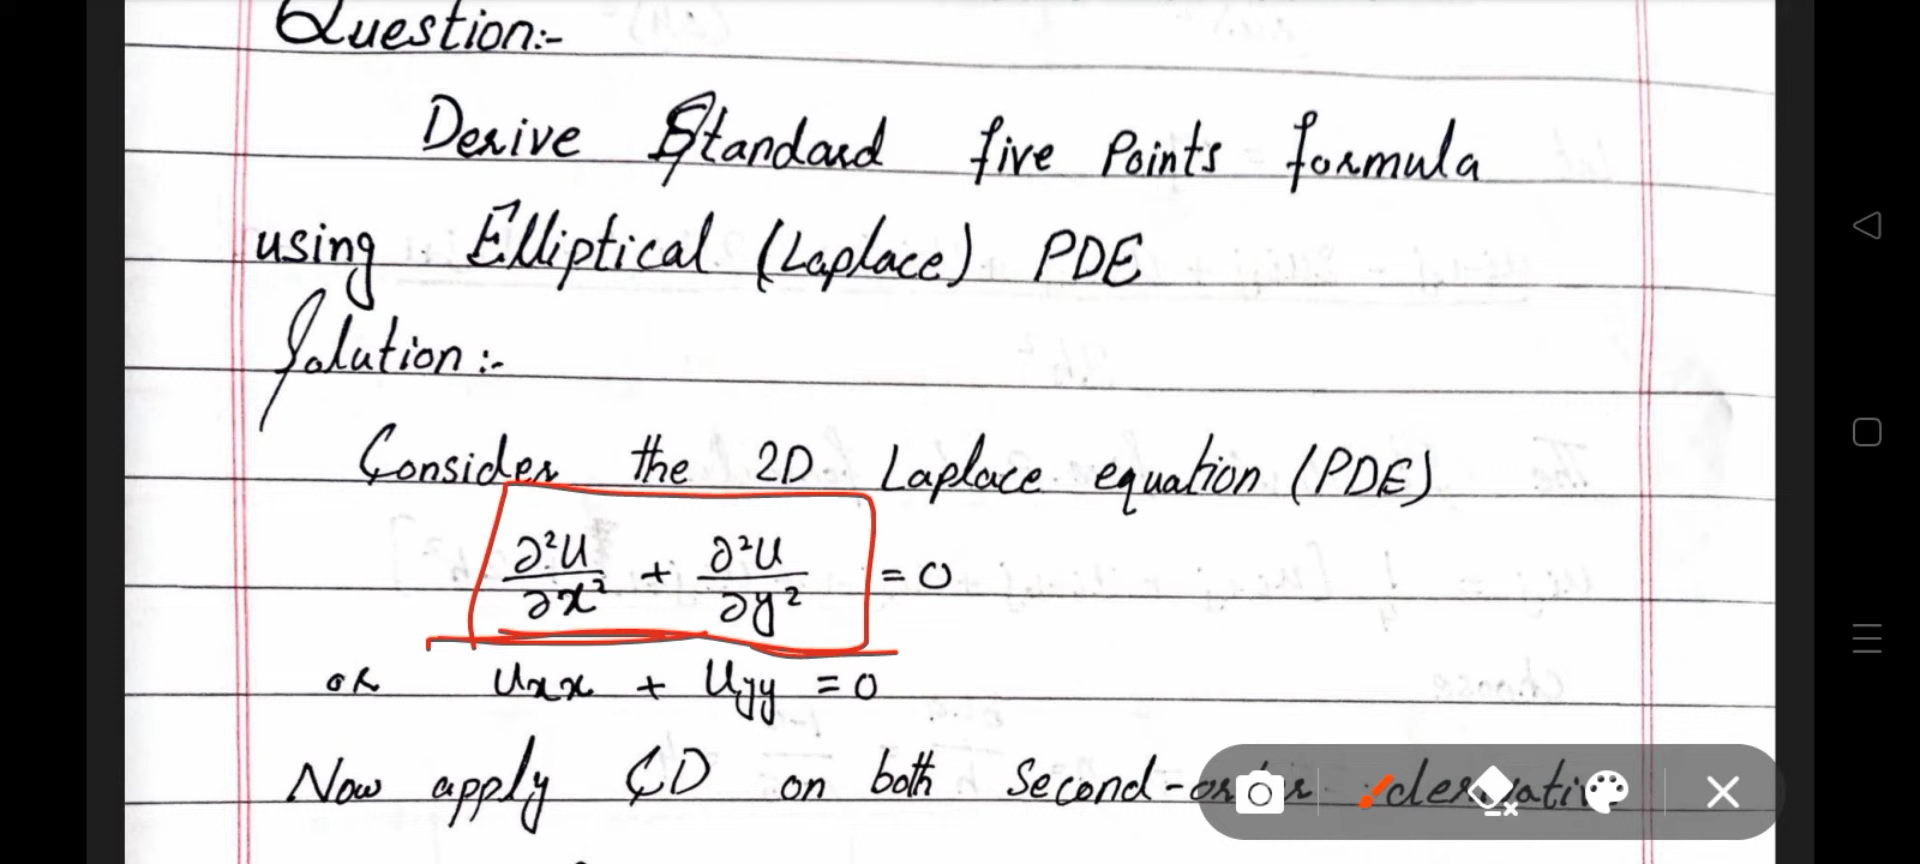 Question:-
Derive Standard five Points formula
using Elliptical (Laplace) PDE
Solution:-
Consider the 2D Laplace equation (PDE)
∂²U/∂x² + ∂²U/∂y² = 0
or Uxx + Uyy = 0
Now apply CD on both Second-order derivative